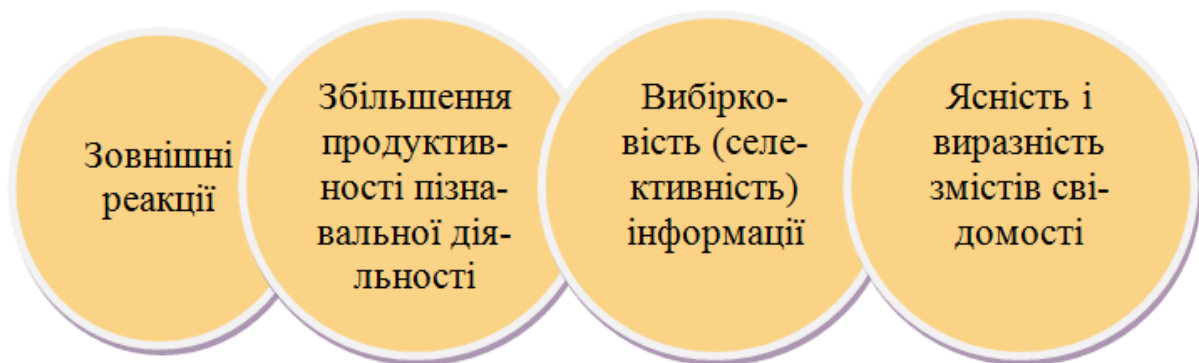 Зовнішні
реакції
Збільшення
продуктив-
ності пізна-
вальної дія-
льності
Вибірко-
вість (селе-
ктивність)
інформації
Ясність і
виразність
змістів сві-
домості